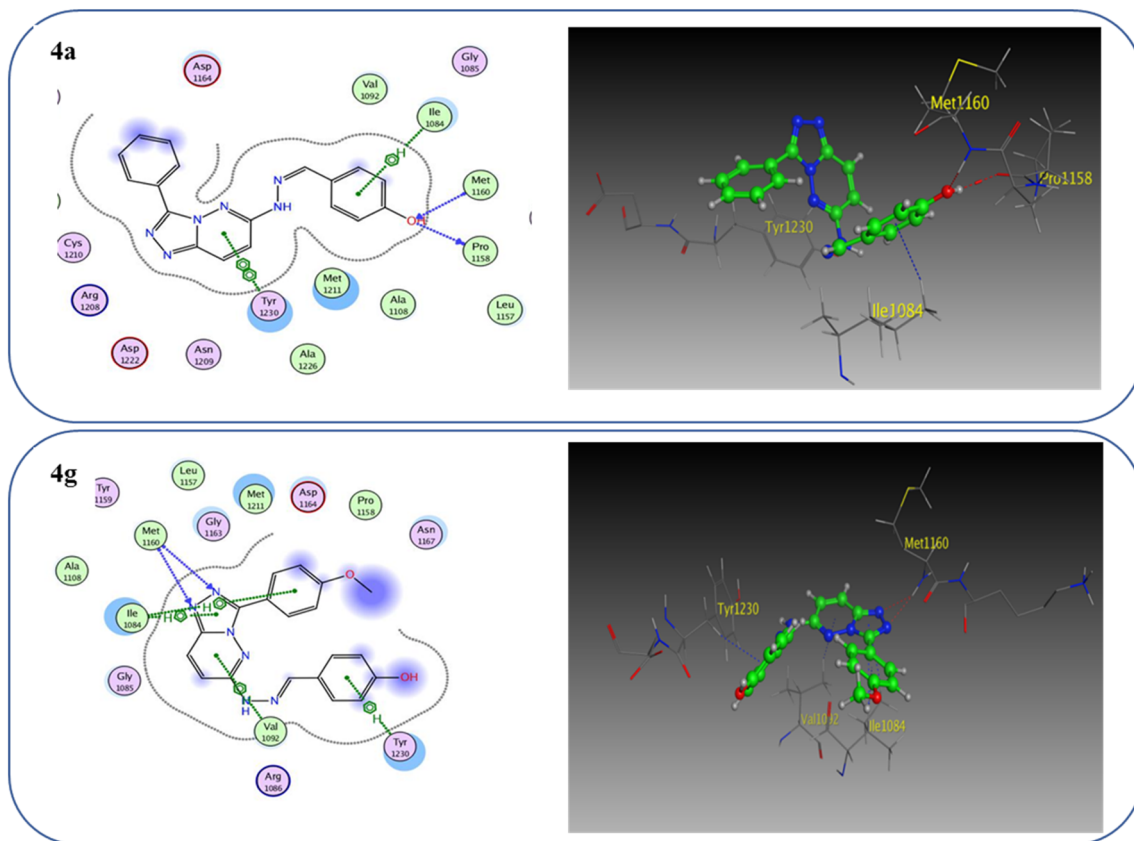 4a
Asp
1164
Gly
1085
Val
1092
Ile
1084
H
Met
1160
N
N
NH
N
N
N
N
OH
Pro
1158
Cys
1210
Arg
1208
Tyr
1230
Met
1211
Ala
1108
Leu
1157
Asp
1222
Asn
1209
Ala
1226
Met1160
Pro1158
Tyr1230
Ile1084
4g
Tyr
1159
Leu
1157
Met
1211
Asp
1164
Pro
1158
Met
1160
Gly
1163
Asn
1167
Ala
1108
Ile
1084
H
H
N
N
O
N
N
Gly
1085
N
H
N
OH
H
Val
1092
Tyr
1230
Arg
1086
Met1160
Tyr1230
Val1092
Ile1084